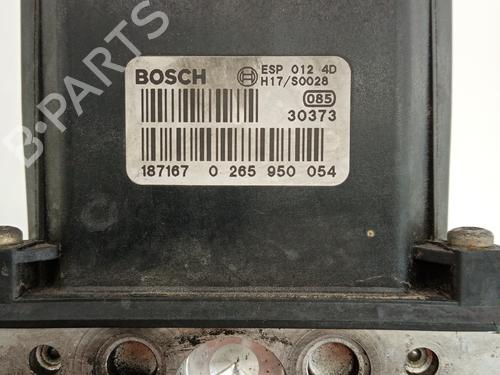 BOSCH ESP 012 4D
H17/S0028
085
30373
187167 0 265 950 054
B-PARTS